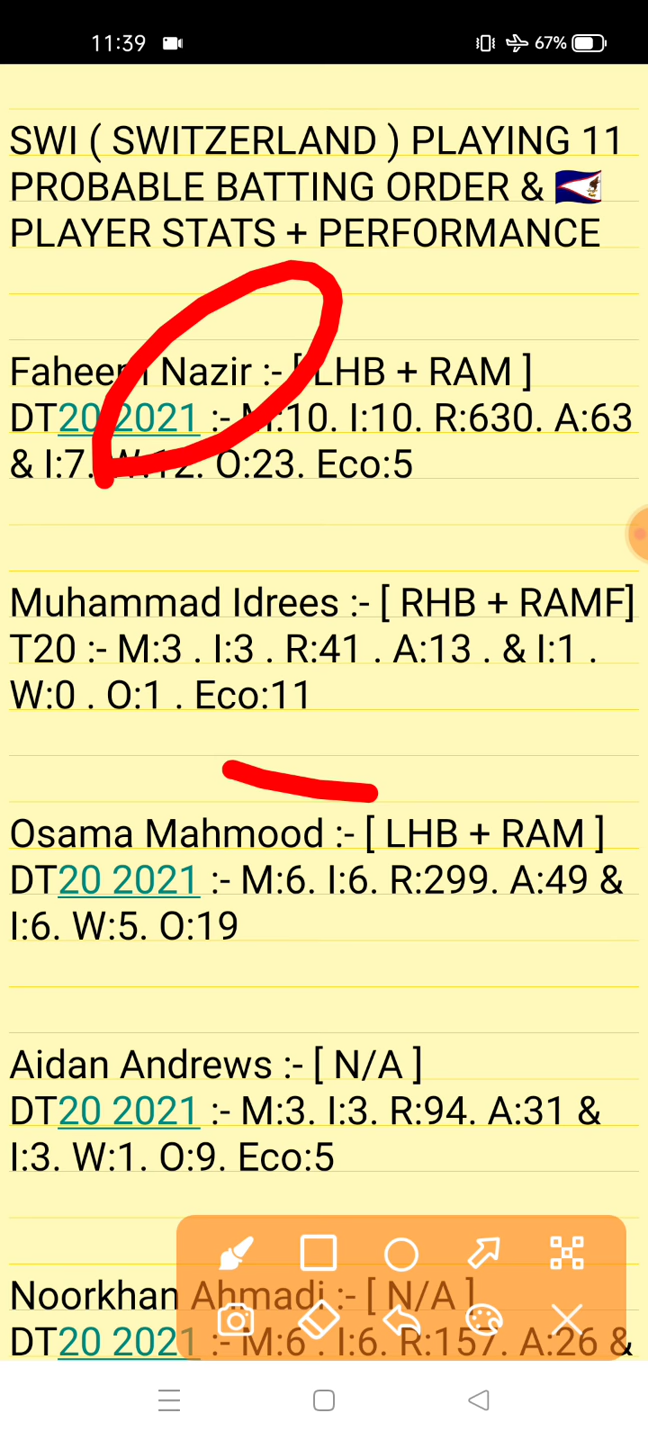 11:39
67%
SWI ( SWITZERLAND ) PLAYING 11
PROBABLE BATTING ORDER & 🇦🇸
PLAYER STATS + PERFORMANCE
Faheem Nazir :- [ LHB + RAM ]
DT20 2021 :- M:10. I:10. R:630. A:63
& I:7. W:12. O:23. Eco:5
Muhammad Idrees :- [ RHB + RAMF]
T20 :- M:3 . I:3 . R:41 . A:13 . & I:1 .
W:0 . O:1 . Eco:11
Osama Mahmood :- [ LHB + RAM ]
DT20 2021 :- M:6. I:6. R:299. A:49 &
I:6. W:5. O:19
Aidan Andrews :- [ N/A ]
DT20 2021 :- M:3. I:3. R:94. A:31 &
I:3. W:1. O:9. Eco:5
Noorkhan Ahmadi :- [ N/A ]
DT20 2021 :- M:6 . I:6. R:157. A:26 &